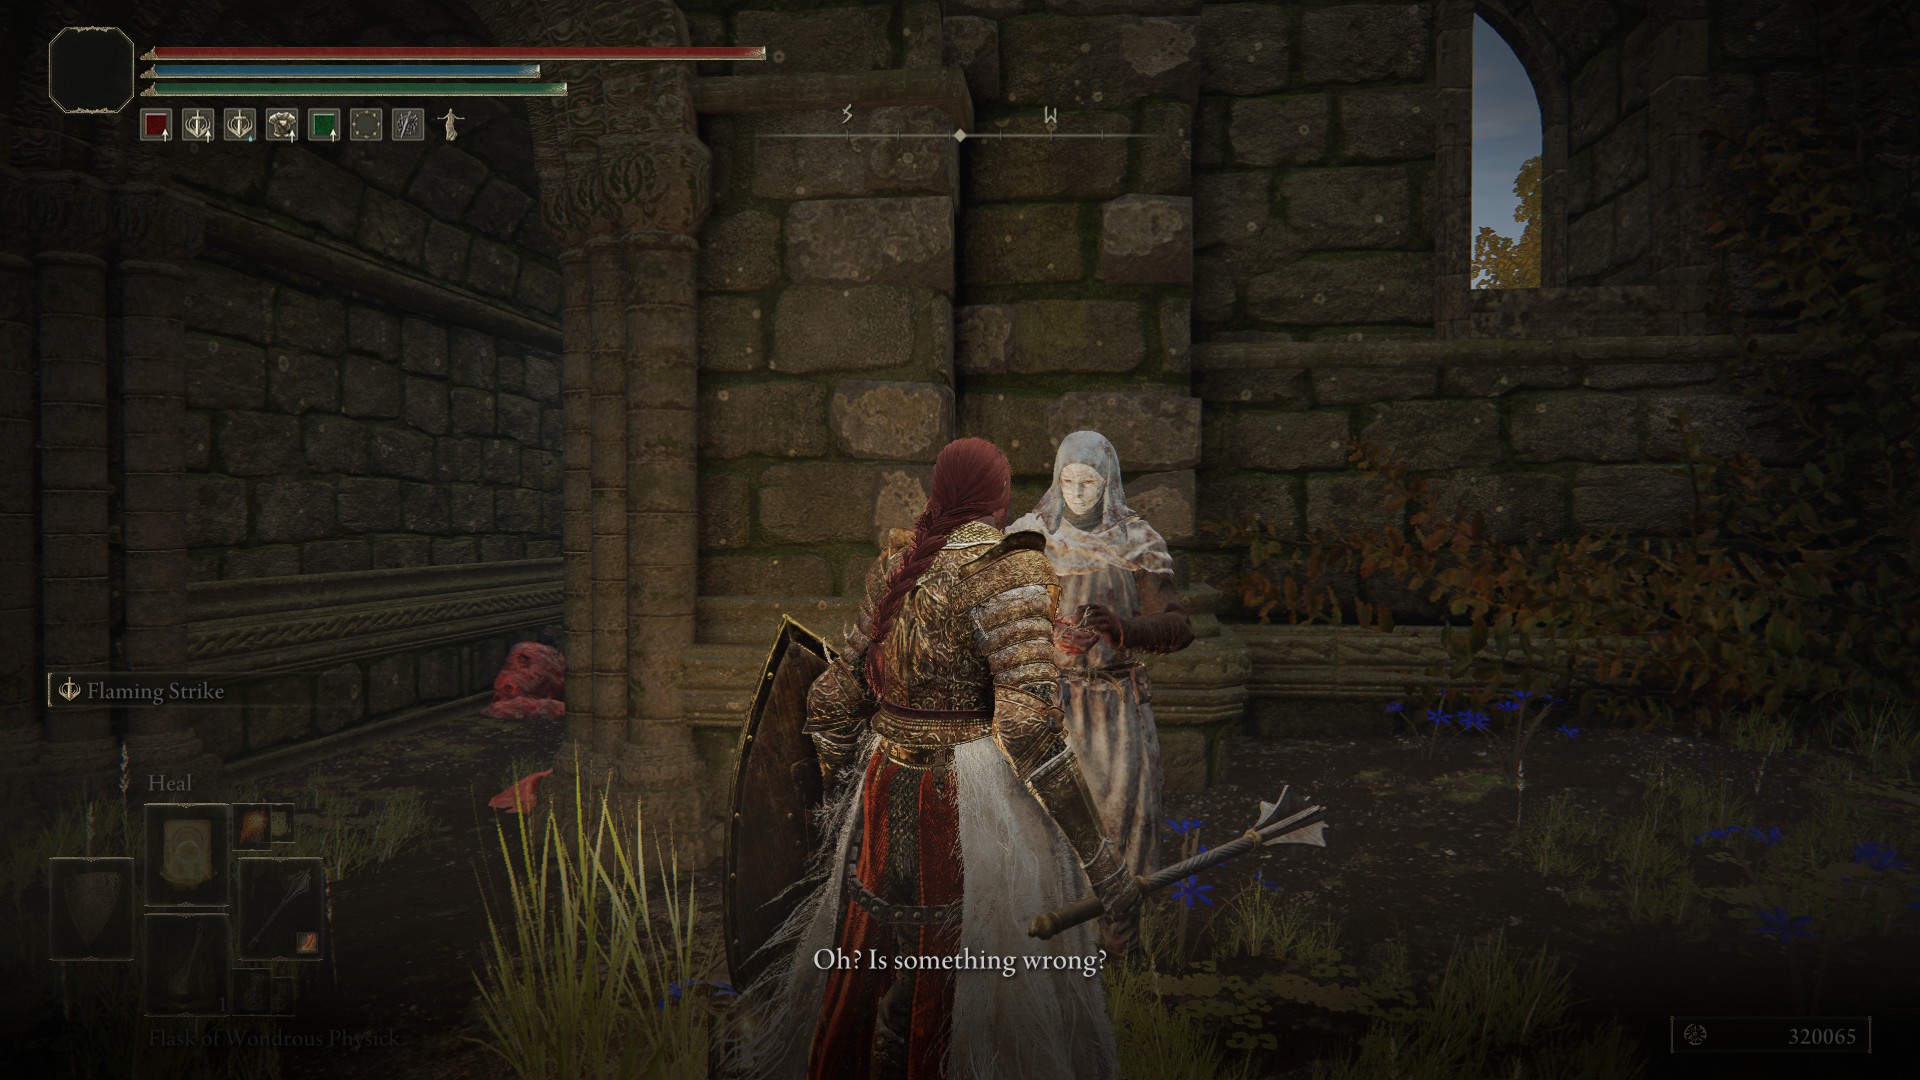 S W
Flaming Strike
Heal
Oh? Is something wrong?
1
Flask of Wondrous Physick
320065